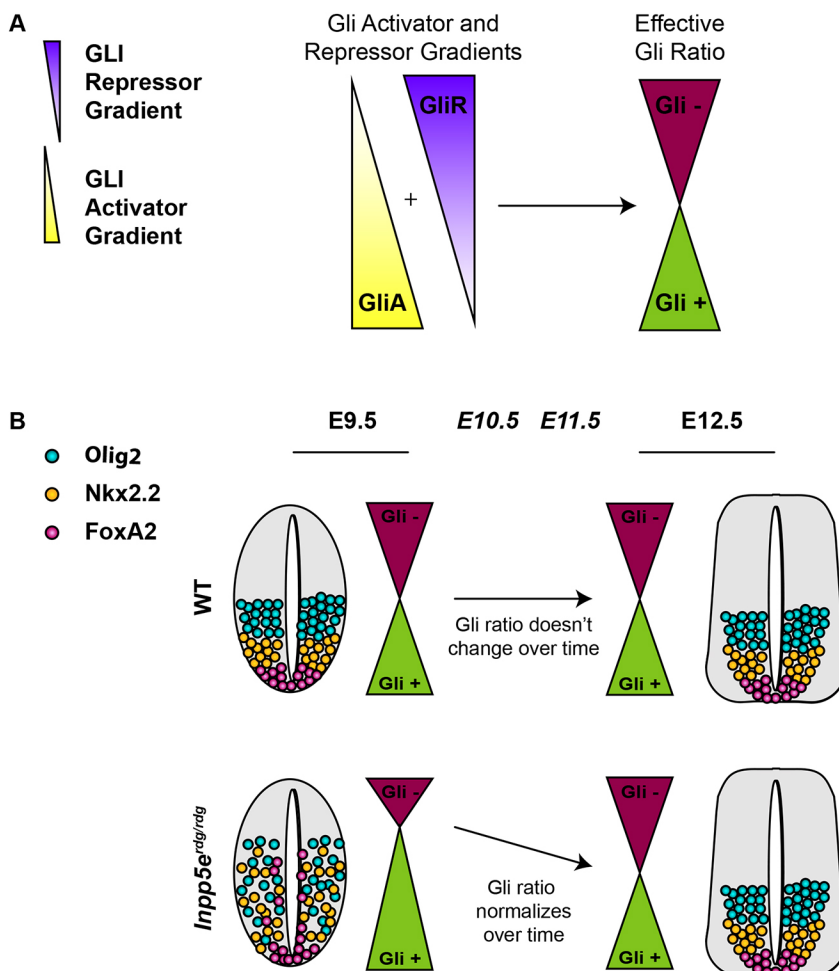 A
GLI
Repressor
Gradient
GLI
Activator
Gradient
Gli Activator and
Repressor Gradients
GliR
+
GliA
Effective
Gli Ratio
Gli -
Gli +
B
E9.5
E10.5
E11.5
E12.5
Olig2
Nkx2.2
FoxA2
WT
Gli -
Gli +
Gli ratio doesn't
change over time
Gli -
Gli +
Inpp5e^rdg/rdg
Gli -
Gli +
Gli ratio
normalizes
over time
Gli -
Gli +